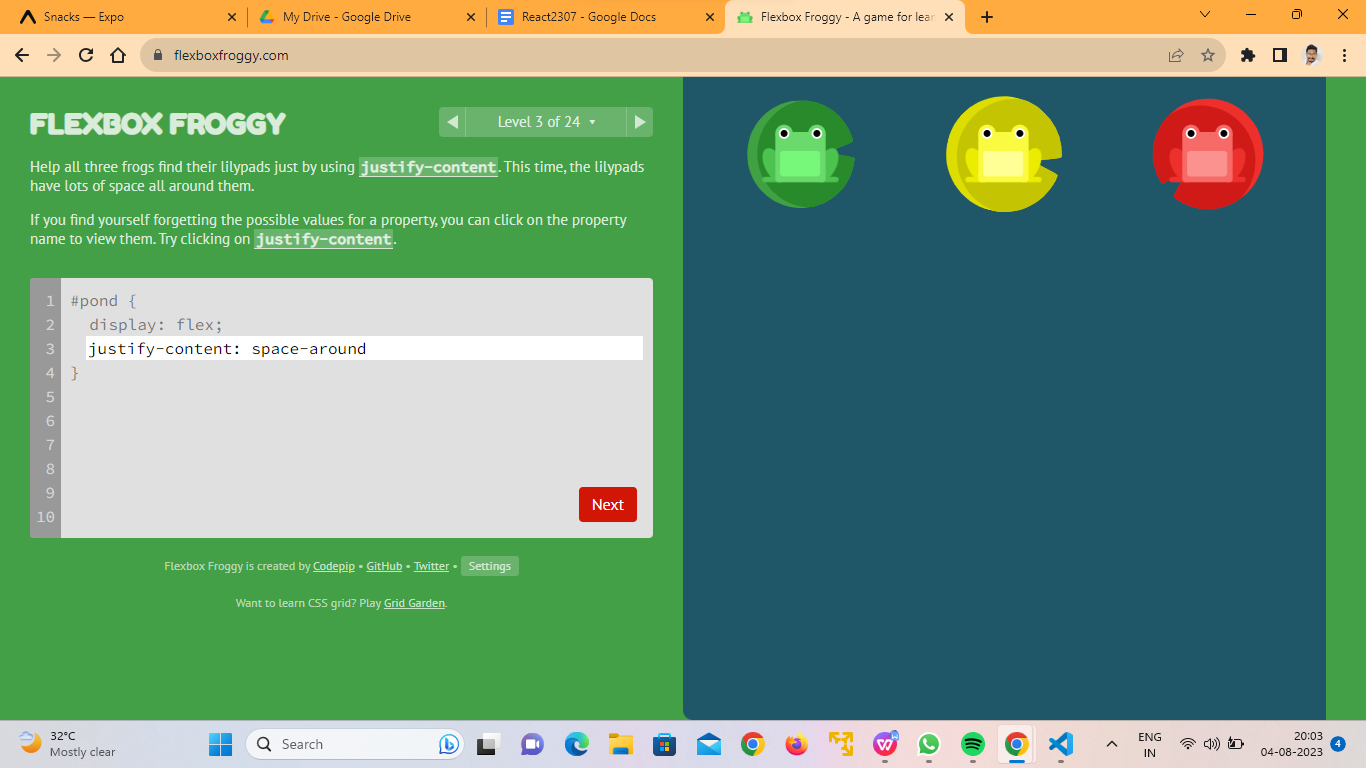 Snacks — Expo
My Drive - Google Drive
React2307 - Google Docs
Flexbox Froggy - A game for lear
flexboxfroggy.com
FLEXBOX FROGGY
Level 3 of 24
Help all three frogs find their lilypads just by using justify-content. This time, the lilypads
have lots of space all around them.
If you find yourself forgetting the possible values for a property, you can click on the property
name to view them. Try clicking on justify-content.
1 #pond {
2 display: flex;
3 justify-content: space-around
4 }
5
6
7
8
9
10
Next
Flexbox Froggy is created by Codepip • GitHub • Twitter • Settings
Want to learn CSS grid? Play Grid Garden.
32°C
Mostly clear
Search
ENG
IN
20:03
04-08-2023
4